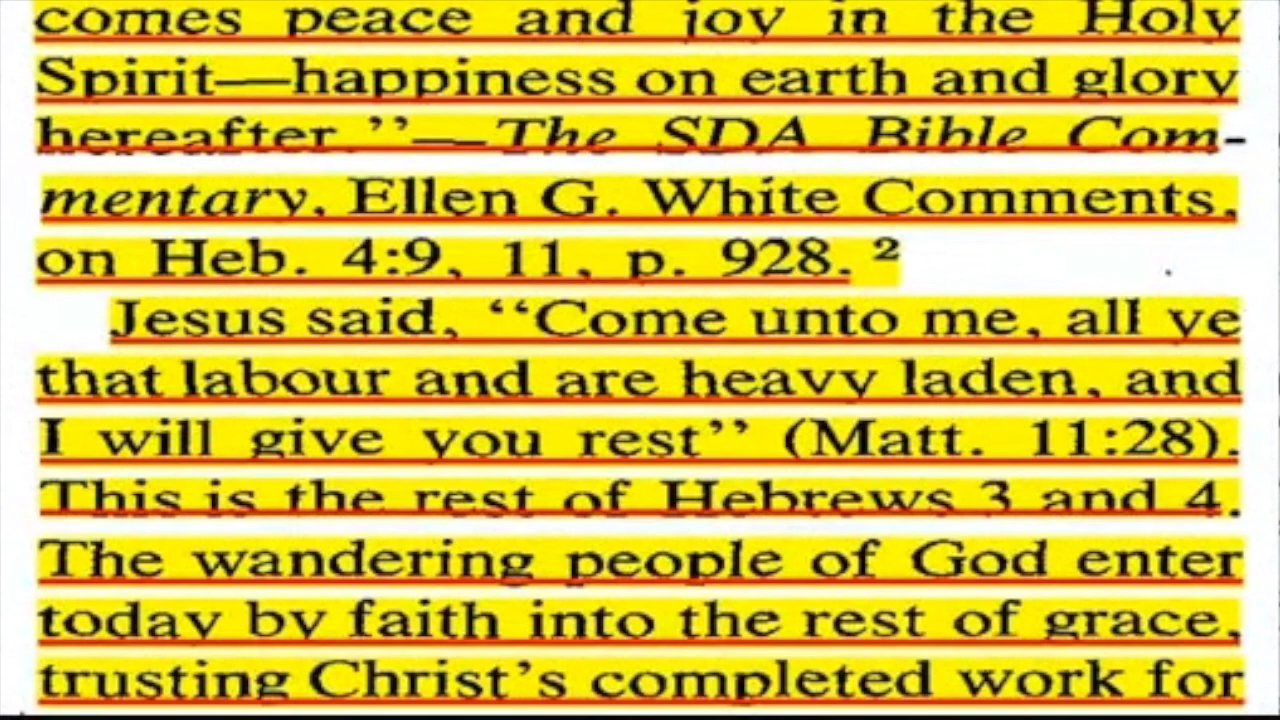 comes peace and joy in the Holy
Spirit—happiness on earth and glory
hereafter.’’—The SDA Bible Com-
mentary, Ellen G. White Comments,
on Heb. 4:9, 11, p. 928. ²
Jesus said, ‘‘Come unto me, all ye
that labour and are heavy laden, and
I will give you rest’’ (Matt. 11:28).
This is the rest of Hebrews 3 and 4.
The wandering people of God enter
today by faith into the rest of grace,
trusting Christ’s completed work for